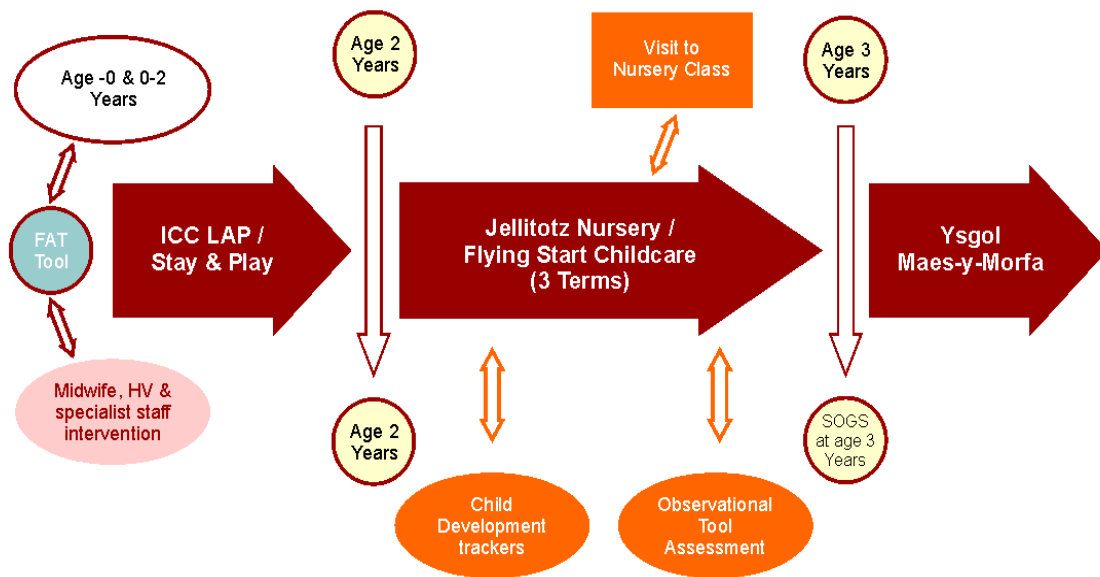 Age -0 & 0-2
Years
FAT
Tool
Midwife, HV &
specialist staff
intervention
ICC LAP /
Stay & Play
Age 2
Years
Age 2
Years
Jellitotz Nursery /
Flying Start Childcare
(3 Terms)
Visit to
Nursery Class
Child
Development
trackers
Observational
Tool
Assessment
Age 3
Years
SOGS
at age 3
Years
Ysgol
Maes-y-Morfa